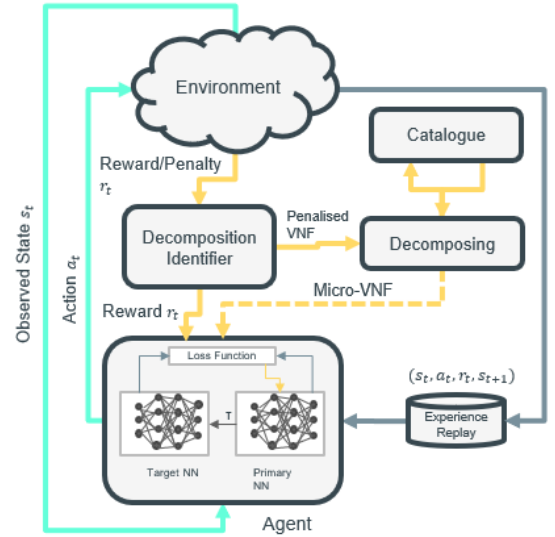 Environment
Catalogue
Reward/Penalty
r_t
Observed State s_t
Action a_t
Decomposition
Identifier
Penalised
VNF
Decomposing
Reward r_t
Micro-VNF
Loss Function
(s_t, a_t, r_t, s_{t+1})
T
Experience
Replay
Target NN
Primary
NN
Agent